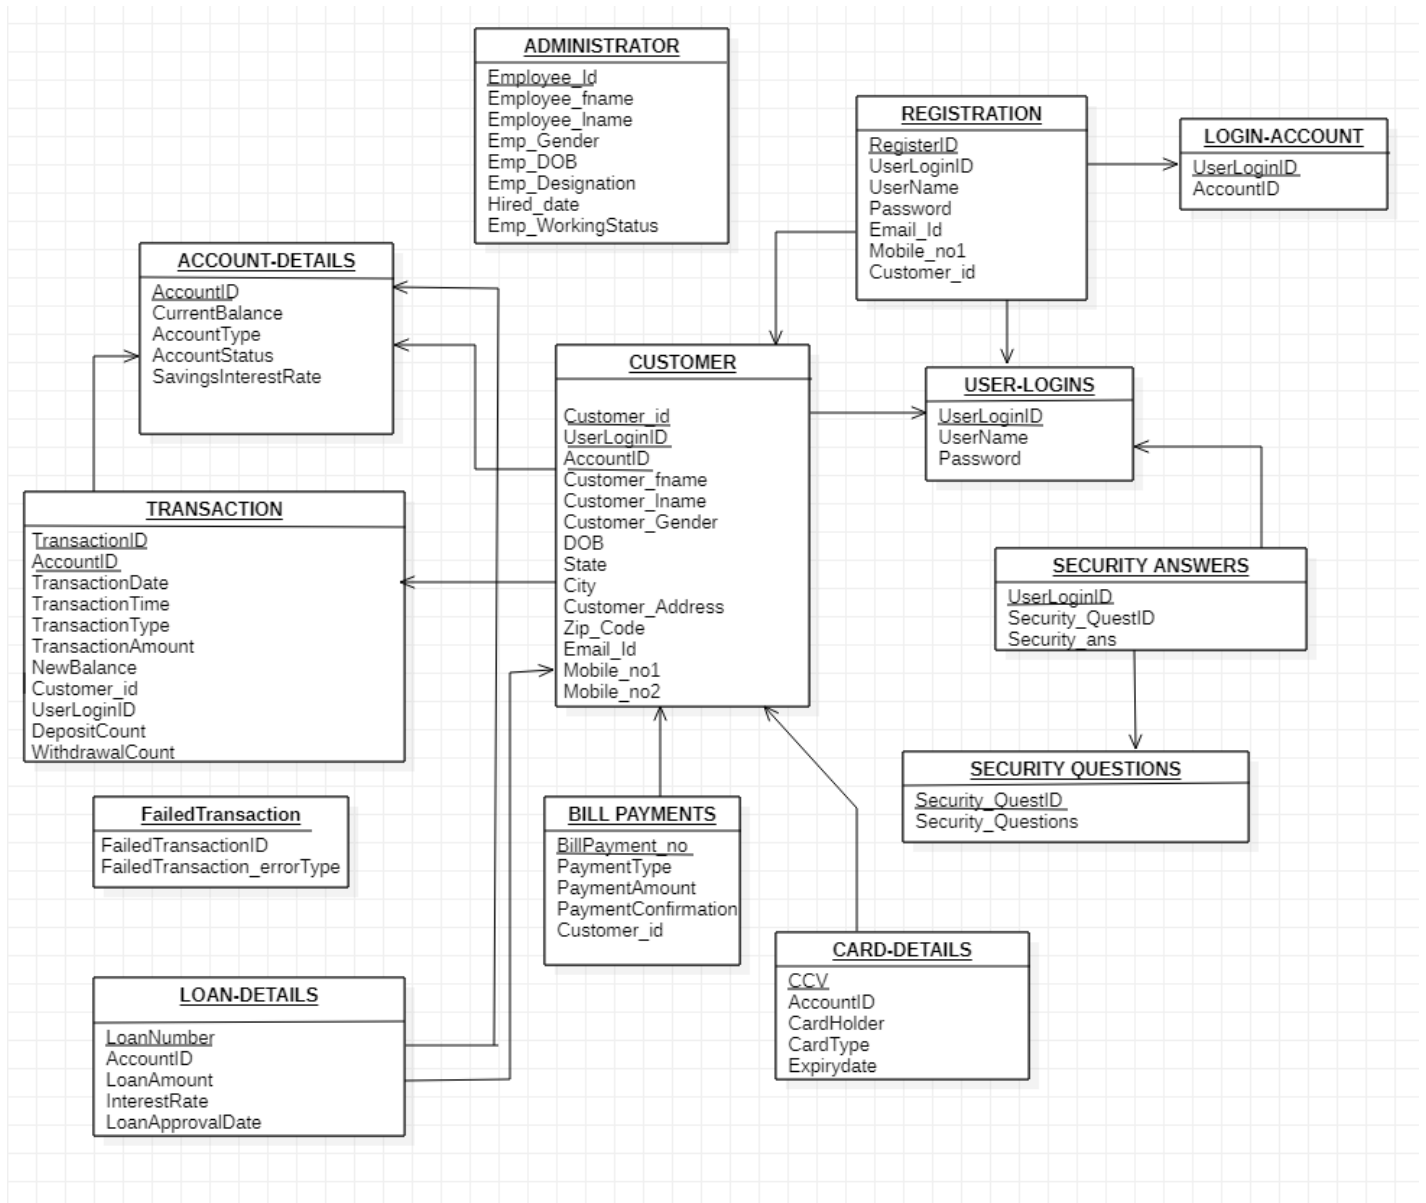 ADMINISTRATOR
Employee_Id
Employee_fname
Employee_lname
Emp_Gender
Emp_DOB
Emp_Designation
Hired_date
Emp_WorkingStatus
REGISTRATION
RegisterID
UserLoginID
UserName
Password
Email_Id
Mobile_no1
Customer_id
LOGIN-ACCOUNT
UserLoginID
AccountID
ACCOUNT-DETAILS
AccountID
CurrentBalance
AccountType
AccountStatus
SavingsInterestRate
CUSTOMER
Customer_id
UserLoginID
AccountID
Customer_fname
Customer_lname
Customer_Gender
DOB
State
City
Customer_Address
Zip_Code
Email_Id
Mobile_no1
Mobile_no2
USER-LOGINS
UserLoginID
UserName
Password
TRANSACTION
TransactionID
AccountID
TransactionDate
TransactionTime
TransactionType
TransactionAmount
NewBalance
Customer_id
UserLoginID
DepositCount
WithdrawalCount
SECURITY ANSWERS
UserLoginID
Security_QuestID
Security_ans
SECURITY QUESTIONS
Security_QuestID
Security_Questions
FailedTransaction
FailedTransactionID
FailedTransaction_errorType
BILL PAYMENTS
BillPayment_no
PaymentType
PaymentAmount
PaymentConfirmation
Customer_id
CARD-DETAILS
CCV
AccountID
CardHolder
CardType
Expirydate
LOAN-DETAILS
LoanNumber
AccountID
LoanAmount
InterestRate
LoanApprovalDate